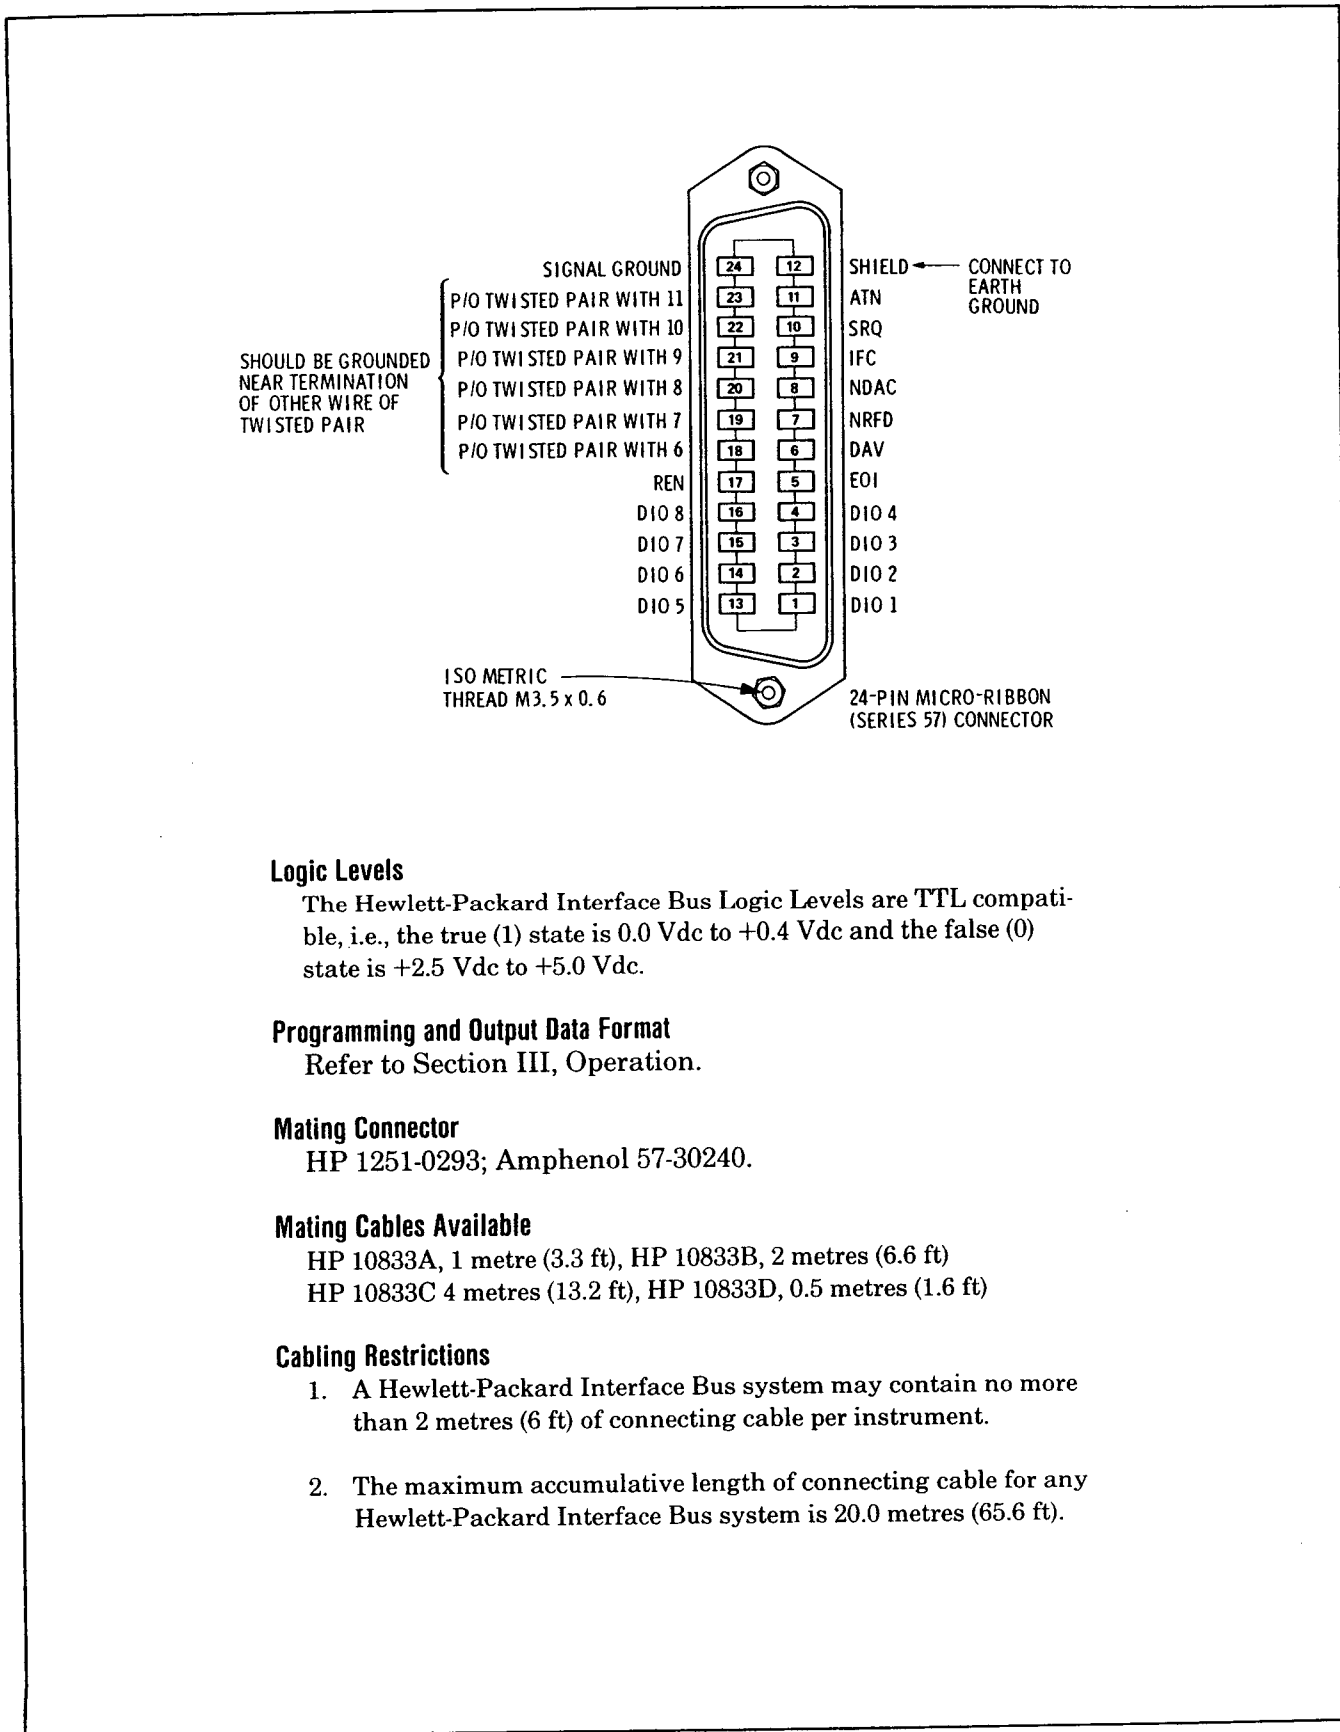 SIGNAL GROUND 24 12 SHIELD CONNECT TO
EARTH
GROUND
P/O TWISTED PAIR WITH 11 23 11 ATN
P/O TWISTED PAIR WITH 10 22 10 SRQ
P/O TWISTED PAIR WITH 9 21 9 IFC
P/O TWISTED PAIR WITH 8 20 8 NDAC
P/O TWISTED PAIR WITH 7 19 7 NRFD
P/O TWISTED PAIR WITH 6 18 6 DAV
SHOULD BE GROUNDED
NEAR TERMINATION
OF OTHER WIRE OF
TWISTED PAIR
REN 17 5 EOI
DIO 8 16 4 DIO 4
DIO 7 15 3 DIO 3
DIO 6 14 2 DIO 2
DIO 5 13 1 DIO 1
ISO METRIC
THREAD M3.5 x 0.6
24-PIN MICRO-RIBBON
(SERIES 57) CONNECTOR
Logic Levels
The Hewlett-Packard Interface Bus Logic Levels are TTL compati-
ble, i.e., the true (1) state is 0.0 Vdc to +0.4 Vdc and the false (0)
state is +2.5 Vdc to +5.0 Vdc.
Programming and Output Data Format
Refer to Section III, Operation.
Mating Connector
HP 1251-0293; Amphenol 57-30240.
Mating Cables Available
HP 10833A, 1 metre (3.3 ft), HP 10833B, 2 metres (6.6 ft)
HP 10833C 4 metres (13.2 ft), HP 10833D, 0.5 metres (1.6 ft)
Cabling Restrictions
1. A Hewlett-Packard Interface Bus system may contain no more
than 2 metres (6 ft) of connecting cable per instrument.
2. The maximum accumulative length of connecting cable for any
Hewlett-Packard Interface Bus system is 20.0 metres (65.6 ft).